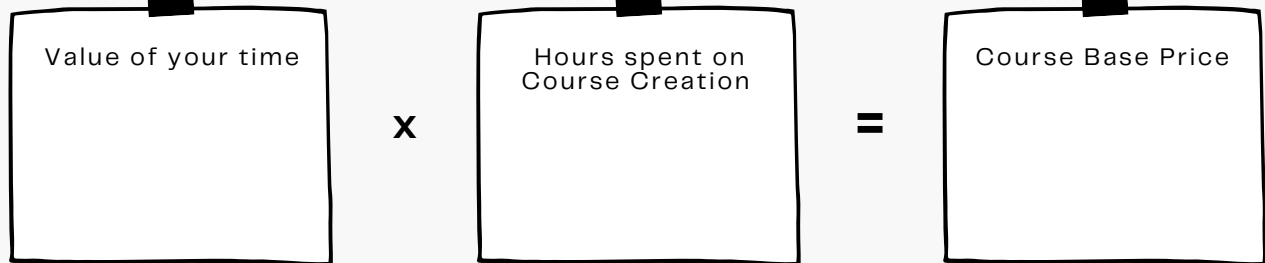 Value of your time
Hours spent on
Course Creation
Course Base Price
x
=